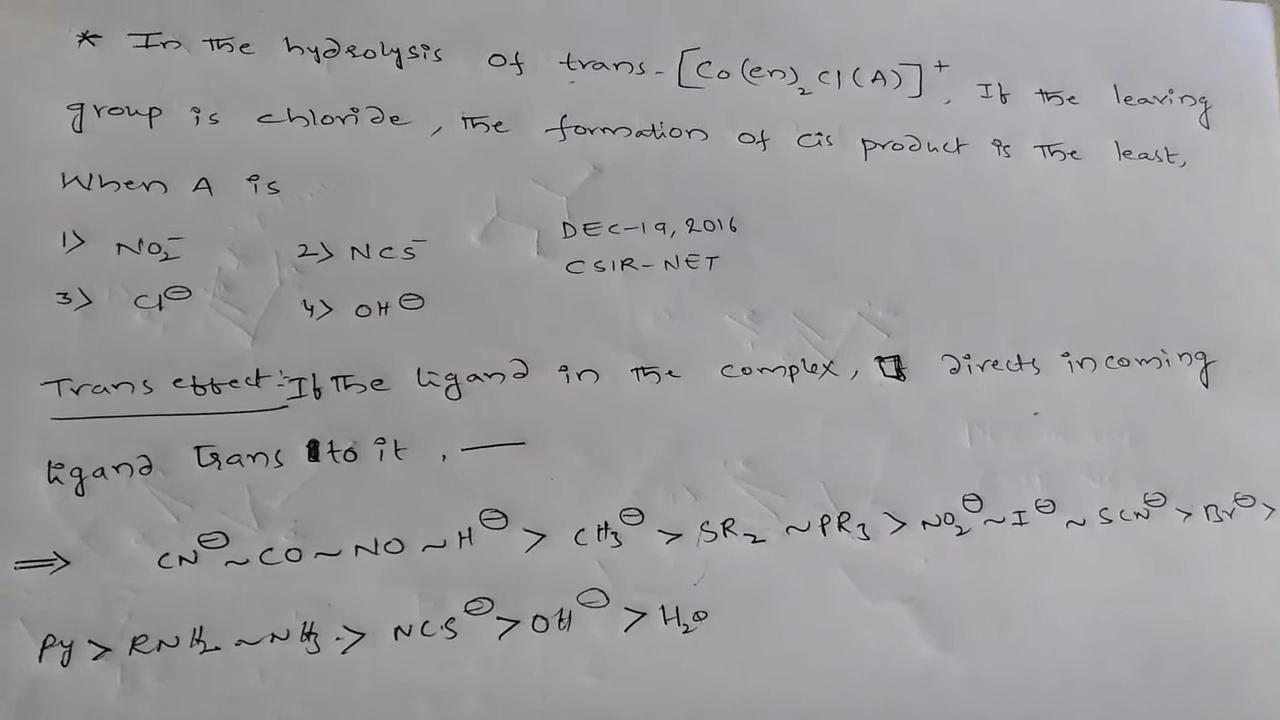 * In the hydrolysis of trans-[Co(en)₂Cl(A)]⁺, If the leaving
group is chloride, the formation of cis product is the least,
When A is
1) NO₂⁻ 2) NCS⁻
3) Cl⊖ 4) OH⊖
DEC-19, 2016
CSIR-NET
Trans effect:- If the ligand in the complex, directs incoming
ligand trans to it, —
⇒ CN⊖ ~ CO ~ NO ~ H⊖ > CH₃⊖ > SR₂ ~ PR₃ > NO₂⊖ ~ I⊖ ~ SCN⊖ > Br⊖ >
Py > RNH₂ ~ NH₃ > NCS⊖ > OH⊖ > H₂O